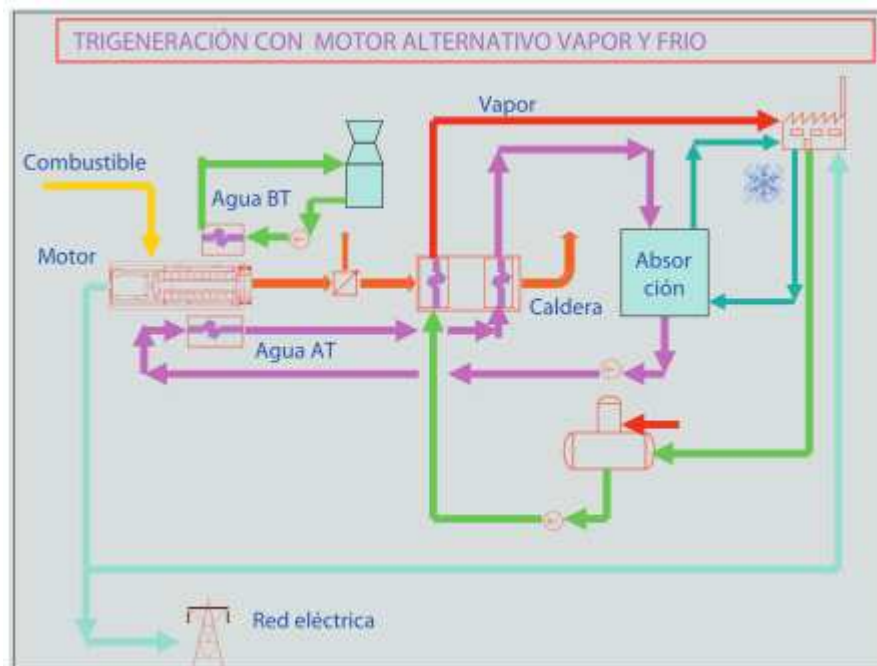 TRIGENERACIÓN CON MOTOR ALTERNATIVO VAPOR Y FRIO
Vapor
Combustible
Agua BT
Motor
Absor
ción
Caldera
Agua AT
Red eléctrica